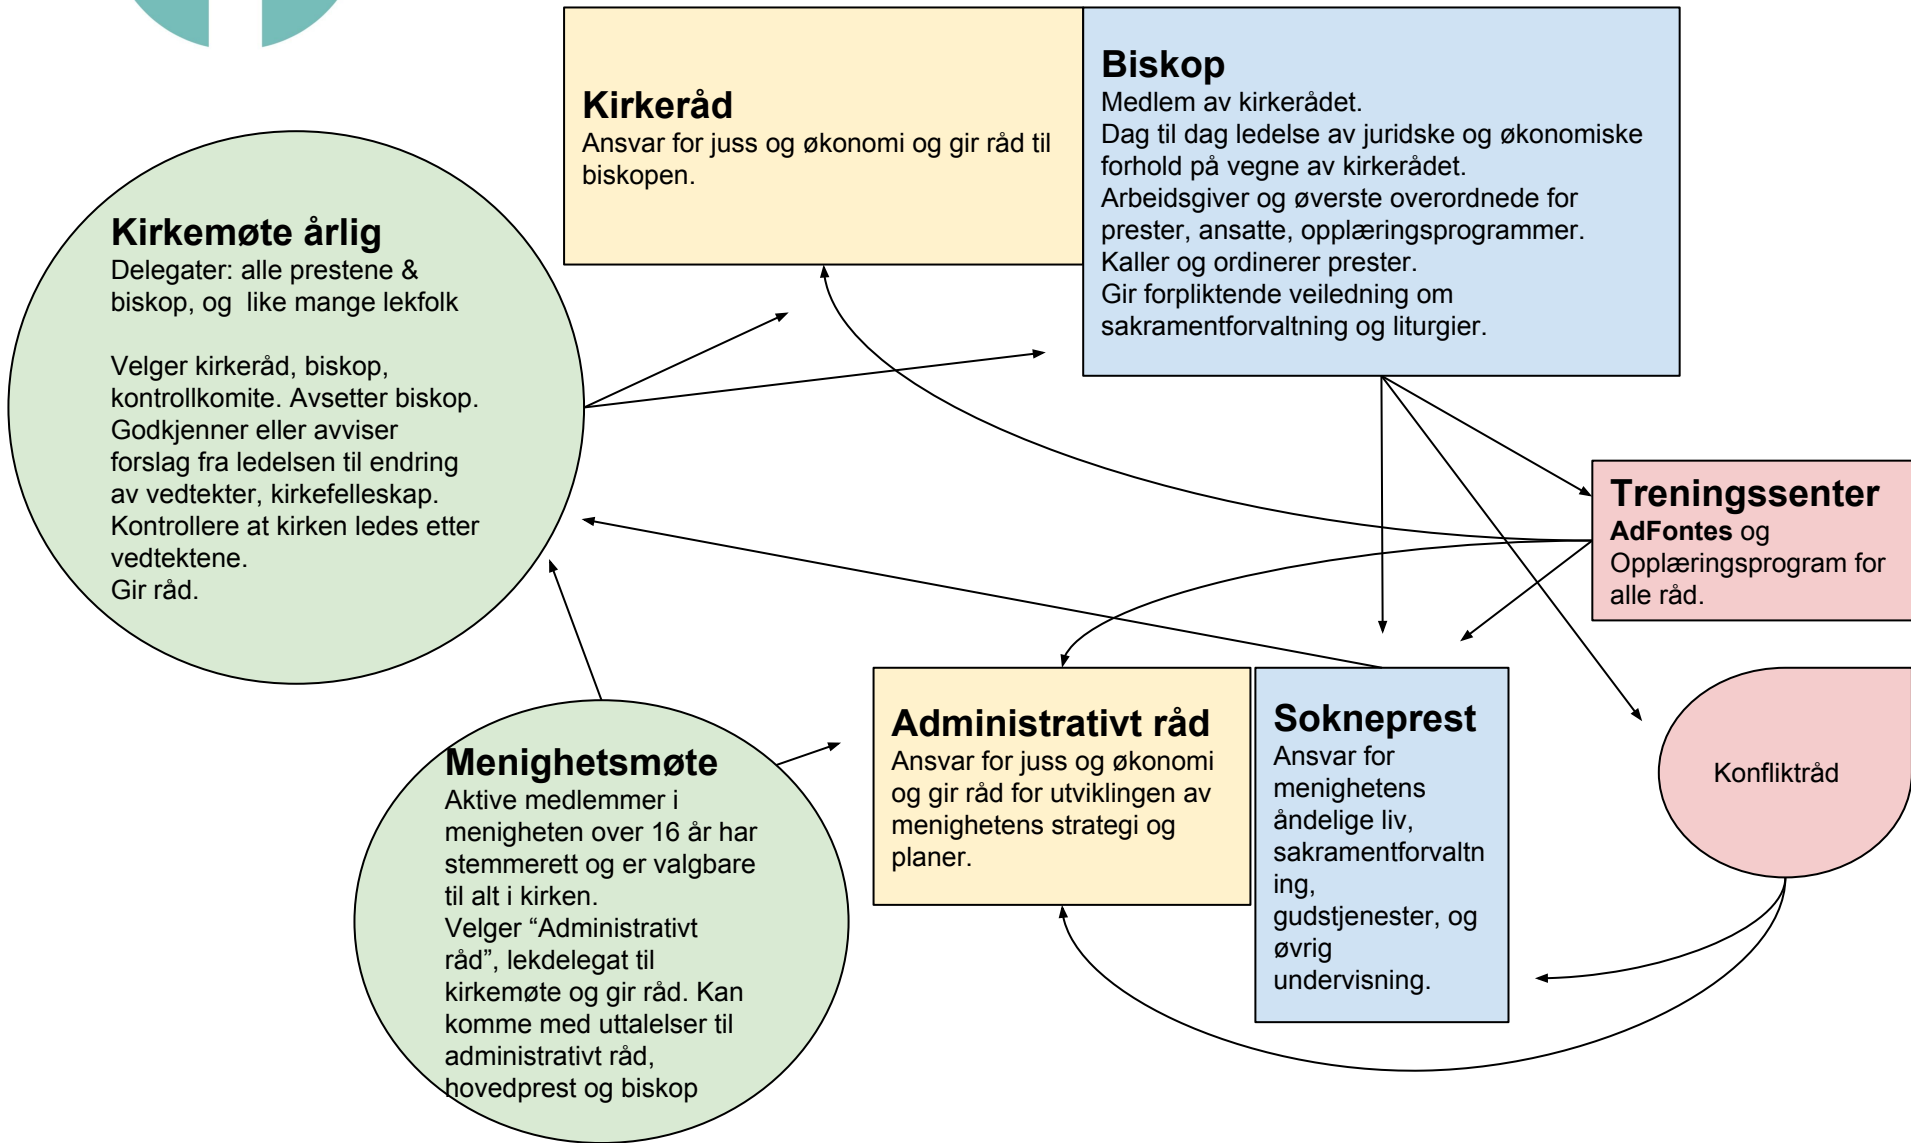 Kirkeråd
Ansvar for juss og økonomi og gir råd til
biskopen.
Biskop
Medlem av kirkerådet.
Dag til dag ledelse av juridske og økonomiske
forhold på vegne av kirkerådet.
Arbeidsgiver og øverste overordnede for
prester, ansatte, opplæringsprogrammer.
Kaller og ordinerer prester.
Gir forpliktende veiledning om
sakramentforvaltning og liturgier.
Kirkemøte årlig
Delegater: alle prestene &
biskop, og  like mange lekfolk
Velger kirkeråd, biskop,
kontrollkomite. Avsetter biskop.
Godkjenner eller avviser
forslag fra ledelsen til endring
av vedtekter, kirkefelleskap.
Kontrollere at kirken ledes etter
vedtektene.
Gir råd.
Treningssenter
AdFontes og
Opplæringsprogram for
alle råd.
Menighetsmøte
Aktive medlemmer i
menigheten over 16 år har
stemmerett og er valgbare
til alt i kirken.
Velger “Administrativt
råd”, lekdelegat til
kirkemøte og gir råd. Kan
komme med uttalelser til
administrativt råd,
hovedprest og biskop
Administrativt råd
Ansvar for juss og økonomi
og gir råd for utviklingen av
menighetens strategi og
planer.
Sokneprest
Ansvar for
menighetens
åndelige liv,
sakramentforvaltn
ing,
gudstjenester, og
øvrig
undervisning.
Konfliktråd